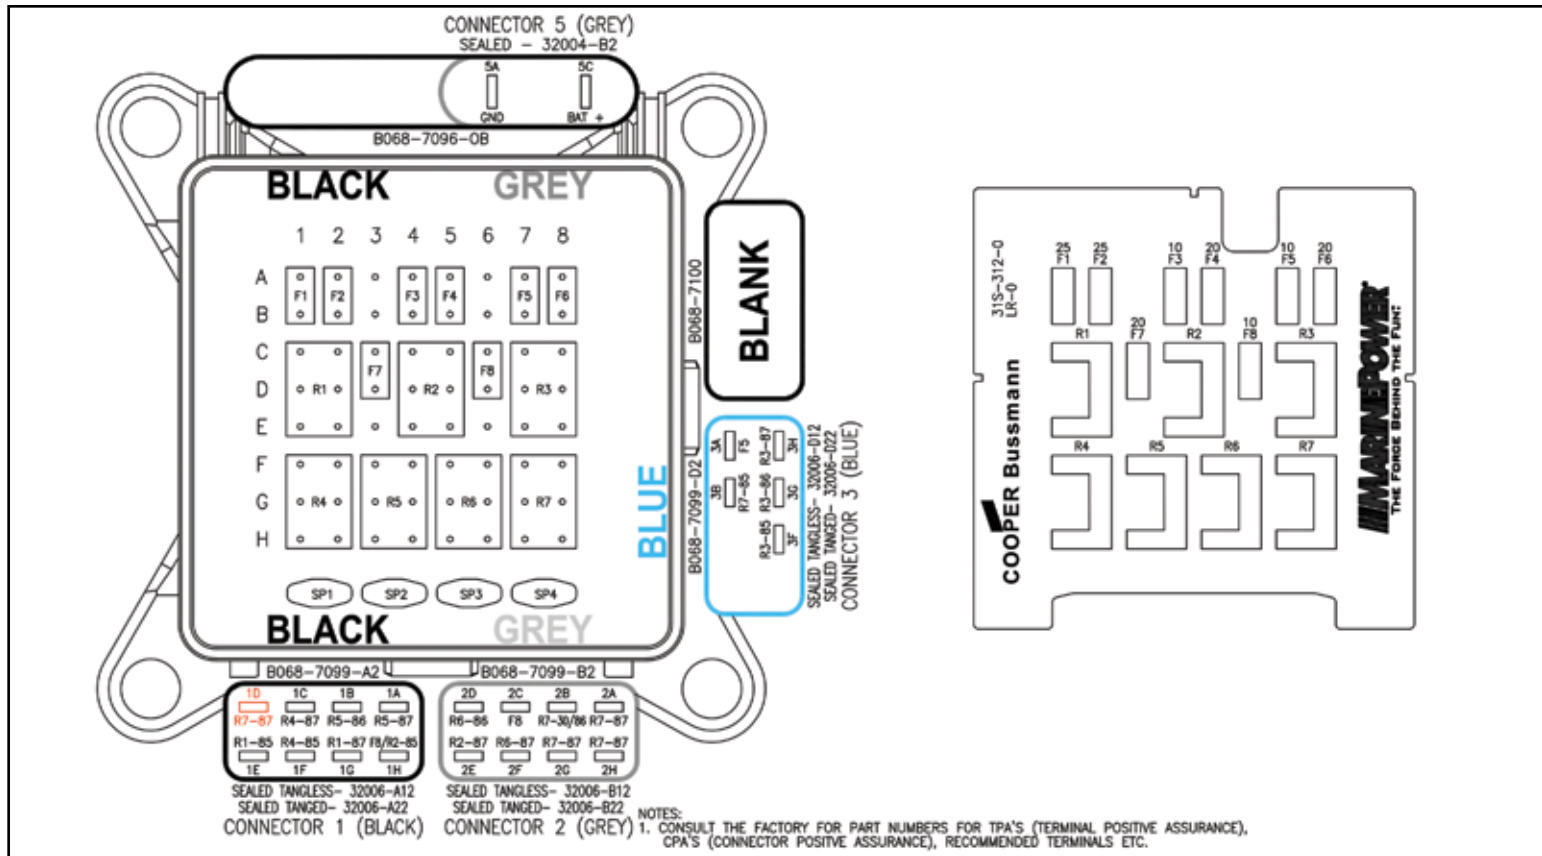 CONNECTOR 5 (GREY)
SEALED - 32004-B2
5A 5C
GND BAT +
B068-7096-OB
BLACK GREY
1 2 3 4 5 6 7 8
A
F1 F2 F3 F4 F5 F6
B
C
F7 F8
D R1 R2 R3
E
F
G R4 R5 R6 R7
H
SP1 SP2 SP3 SP4
BLACK GREY
BLUE
B068-7100
BLANK
B068-7099-D2
3A F5 R3-87 3H
3B R7-85 R3-86 3G
R3-85 3F
SEALED TANGLESS- 32006-D12
SEALED TANGED- 32006-D22
CONNECTOR 3 (BLUE)
B068-7099-A2 B068-7099-B2
1D 1C 1B 1A
R7-87 R4-87 R5-86 R5-87
R1-85 R4-85 R1-87 F8/R2-85
1E 1F 1G 1H
SEALED TANGLESS- 32006-A12
SEALED TANGED- 32006-A22
CONNECTOR 1 (BLACK)
2D 2C 2B 2A
R6-86 F8 R7-30/86 R7-87
R2-87 R6-87 R7-87 R7-87
2E 2F 2G 2H
SEALED TANGLESS- 32006-B12
SEALED TANGED- 32006-B22
CONNECTOR 2 (GREY)
NOTES:
1. CONSULT THE FACTORY FOR PART NUMBERS FOR TPA'S (TERMINAL POSITIVE ASSURANCE),
CPA'S (CONNECTOR POSITIVE ASSURANCE), RECOMMENDED TERMINALS ETC.
31S-312-0
LR-0
25 25 10 20 10 20
F1 F2 F3 F4 F5 F6
20 10
F7 F8
R1 R2 R3
R4 R5 R6 R7
COOPER Bussmann
MARINEPOWER
THE FORCE BEHIND THE FUN!